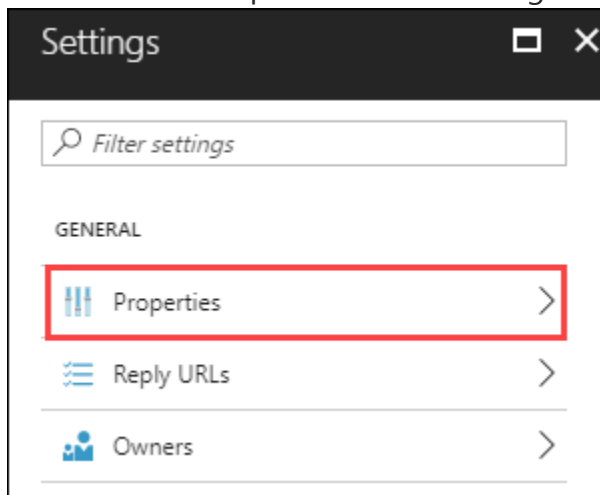 Settings
Filter settings
GENERAL
Properties
Reply URLs
Owners